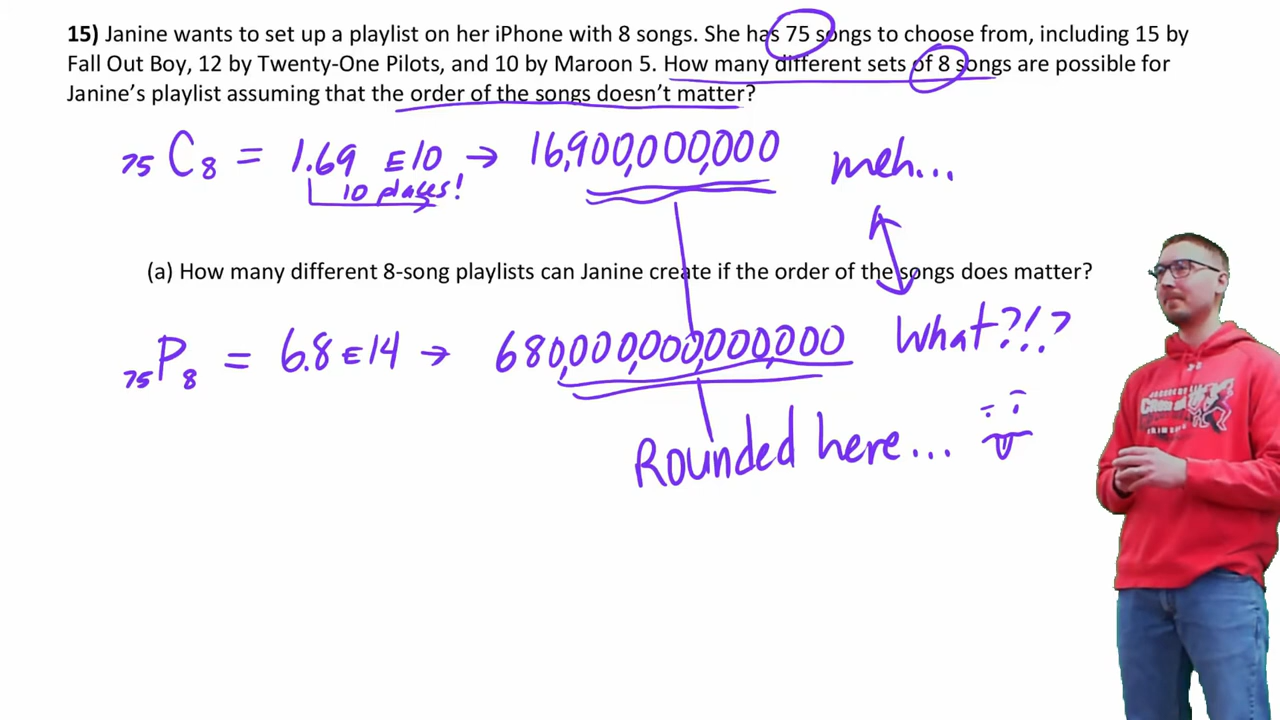 15) Janine wants to set up a playlist on her iPhone with 8 songs. She has 75 songs to choose from, including 15 by
Fall Out Boy, 12 by Twenty-One Pilots, and 10 by Maroon 5. How many different sets of 8 songs are possible for
Janine's playlist assuming that the order of the songs doesn't matter?
75 C 8 = 1.69 E10 → 16,900,000,000 meh...
10 places!
(a) How many different 8-song playlists can Janine create if the order of the songs does matter?
75 P 8 = 6.8 E14 → 680,000,000,000,000 What?!?
Rounded here...